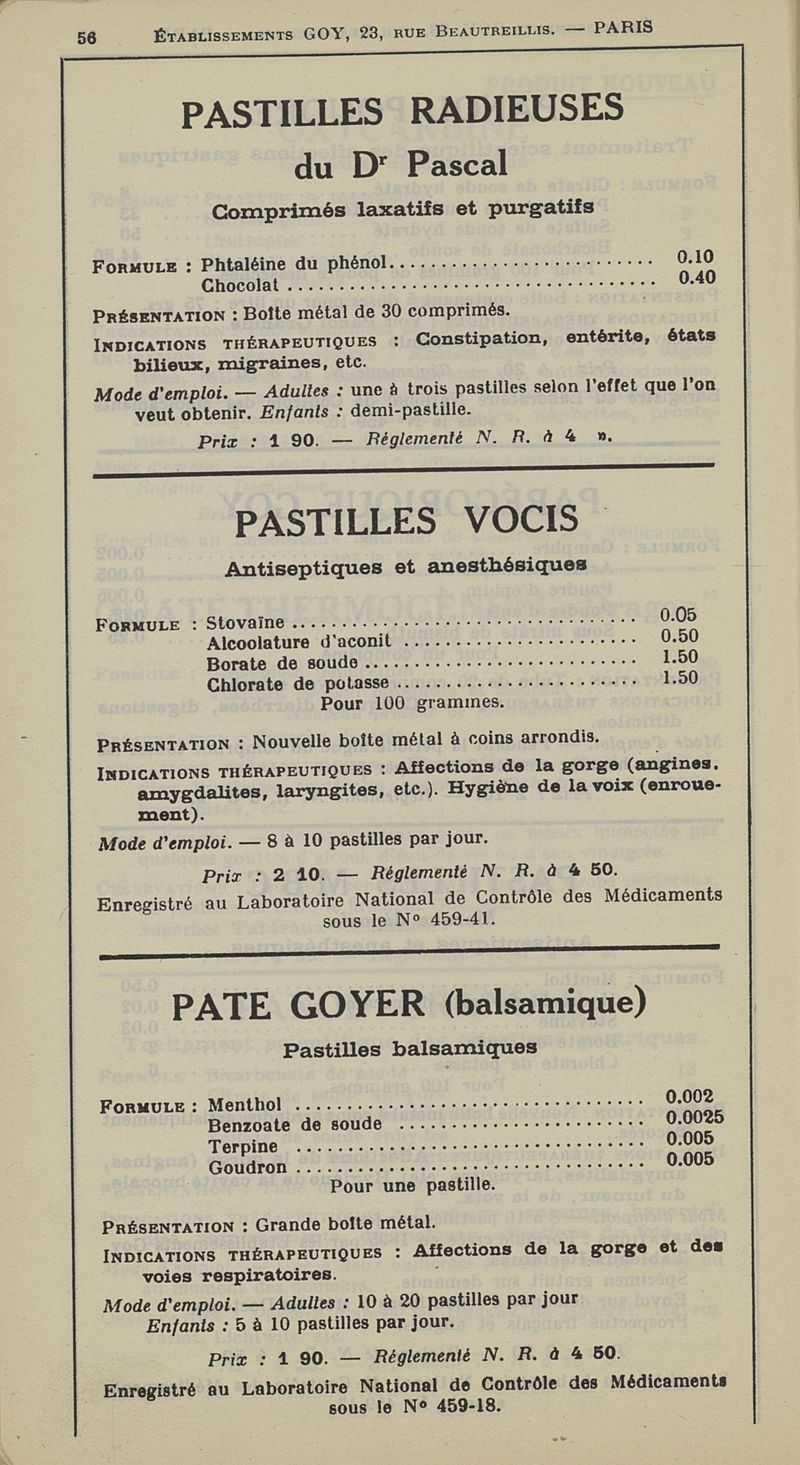 56 Établissements GOY, 23, rue Beautreillis. — PARIS
PASTILLES RADIEUSES
du Dr Pascal
Comprimés laxatifs et purgatifs
Formule : Phtaléine du phénol.......................... 0.10
Chocolat .................................... 0.40
Présentation : Boîte métal de 30 comprimés.
Indications thérapeutiques : Constipation, entérite, états
bilieux, migraines, etc.
Mode d'emploi. — Adultes : une à trois pastilles selon l'effet que l'on
veut obtenir. Enfants : demi-pastille.
Prix : 1 90. — Réglementé N. R. à 4 ».
PASTILLES VOCIS
Antiseptiques et anesthésiques
Formule : Stovaïne .................................. 0.05
Alcoolature d'aconit ........................ 0.50
Borate de soude ........................... 1.50
Chlorate de potasse ........................ 1.50
Pour 100 grammes.
Présentation : Nouvelle boîte métal à coins arrondis.
Indications thérapeutiques : Affections de la gorge (angines.
amygdalites, laryngites, etc.). Hygiène de la voix (enroue-
ment).
Mode d'emploi. — 8 à 10 pastilles par jour.
Prix : 2 10. — Réglementé N. R. à 4 50.
Enregistré au Laboratoire National de Contrôle des Médicaments
sous le No 459-41.
PATE GOYER (balsamique)
Pastilles balsamiques
Formule : Menthol .................................. 0.002
Benzoate de soude ........................ 0.0025
Terpine .................................. 0.005
Goudron .................................. 0.005
Pour une pastille.
Présentation : Grande boîte métal.
Indications thérapeutiques : Affections de la gorge et des
voies respiratoires.
Mode d'emploi. — Adultes : 10 à 20 pastilles par jour
Enfants : 5 à 10 pastilles par jour.
Prix : 1 90. — Réglementé N. R. à 4 50.
Enregistré au Laboratoire National de Contrôle des Médicaments
sous le No 459-18.